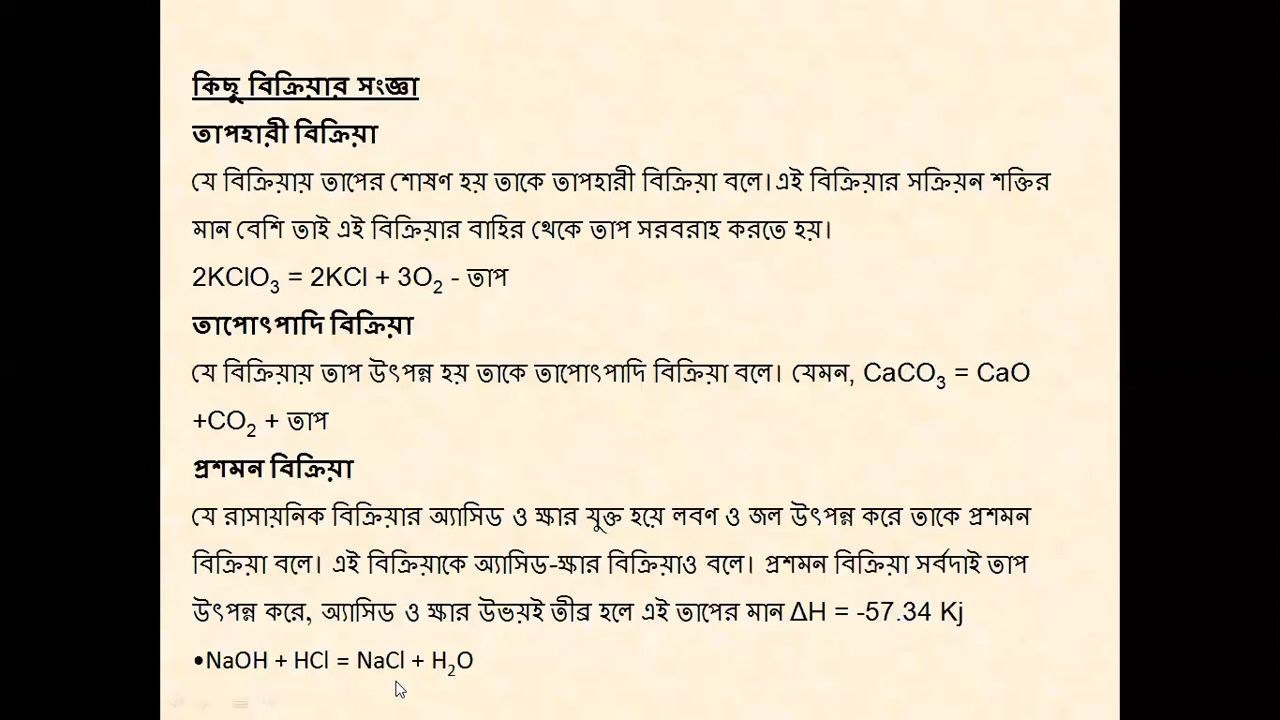 কিছু বিক্রিয়ার সংজ্ঞা
তাপহারী বিক্রিয়া
যে বিক্রিয়ায় তাপের শোষণ হয় তাকে তাপহারী বিক্রিয়া বলে।এই বিক্রিয়ার সক্রিয়ন শক্তির
মান বেশি তাই এই বিক্রিয়ার বাহির থেকে তাপ সরবরাহ করতে হয়।
2KClO₃ = 2KCl + 3O₂ - তাপ
তাপোৎপাদি বিক্রিয়া
যে বিক্রিয়ায় তাপ উৎপন্ন হয় তাকে তাপোৎপাদি বিক্রিয়া বলে। যেমন, CaCO₃ = CaO
+CO₂ + তাপ
প্রশমন বিক্রিয়া
যে রাসায়নিক বিক্রিয়ার অ্যাসিড ও ক্ষার যুক্ত হয়ে লবণ ও জল উৎপন্ন করে তাকে প্রশমন
বিক্রিয়া বলে। এই বিক্রিয়াকে অ্যাসিড-ক্ষার বিক্রিয়াও বলে। প্রশমন বিক্রিয়া সর্বদাই তাপ
উৎপন্ন করে, অ্যাসিড ও ক্ষার উভয়ই তীব্র হলে এই তাপের মান ΔH = -57.34 Kj
•NaOH + HCl = NaCl + H₂O